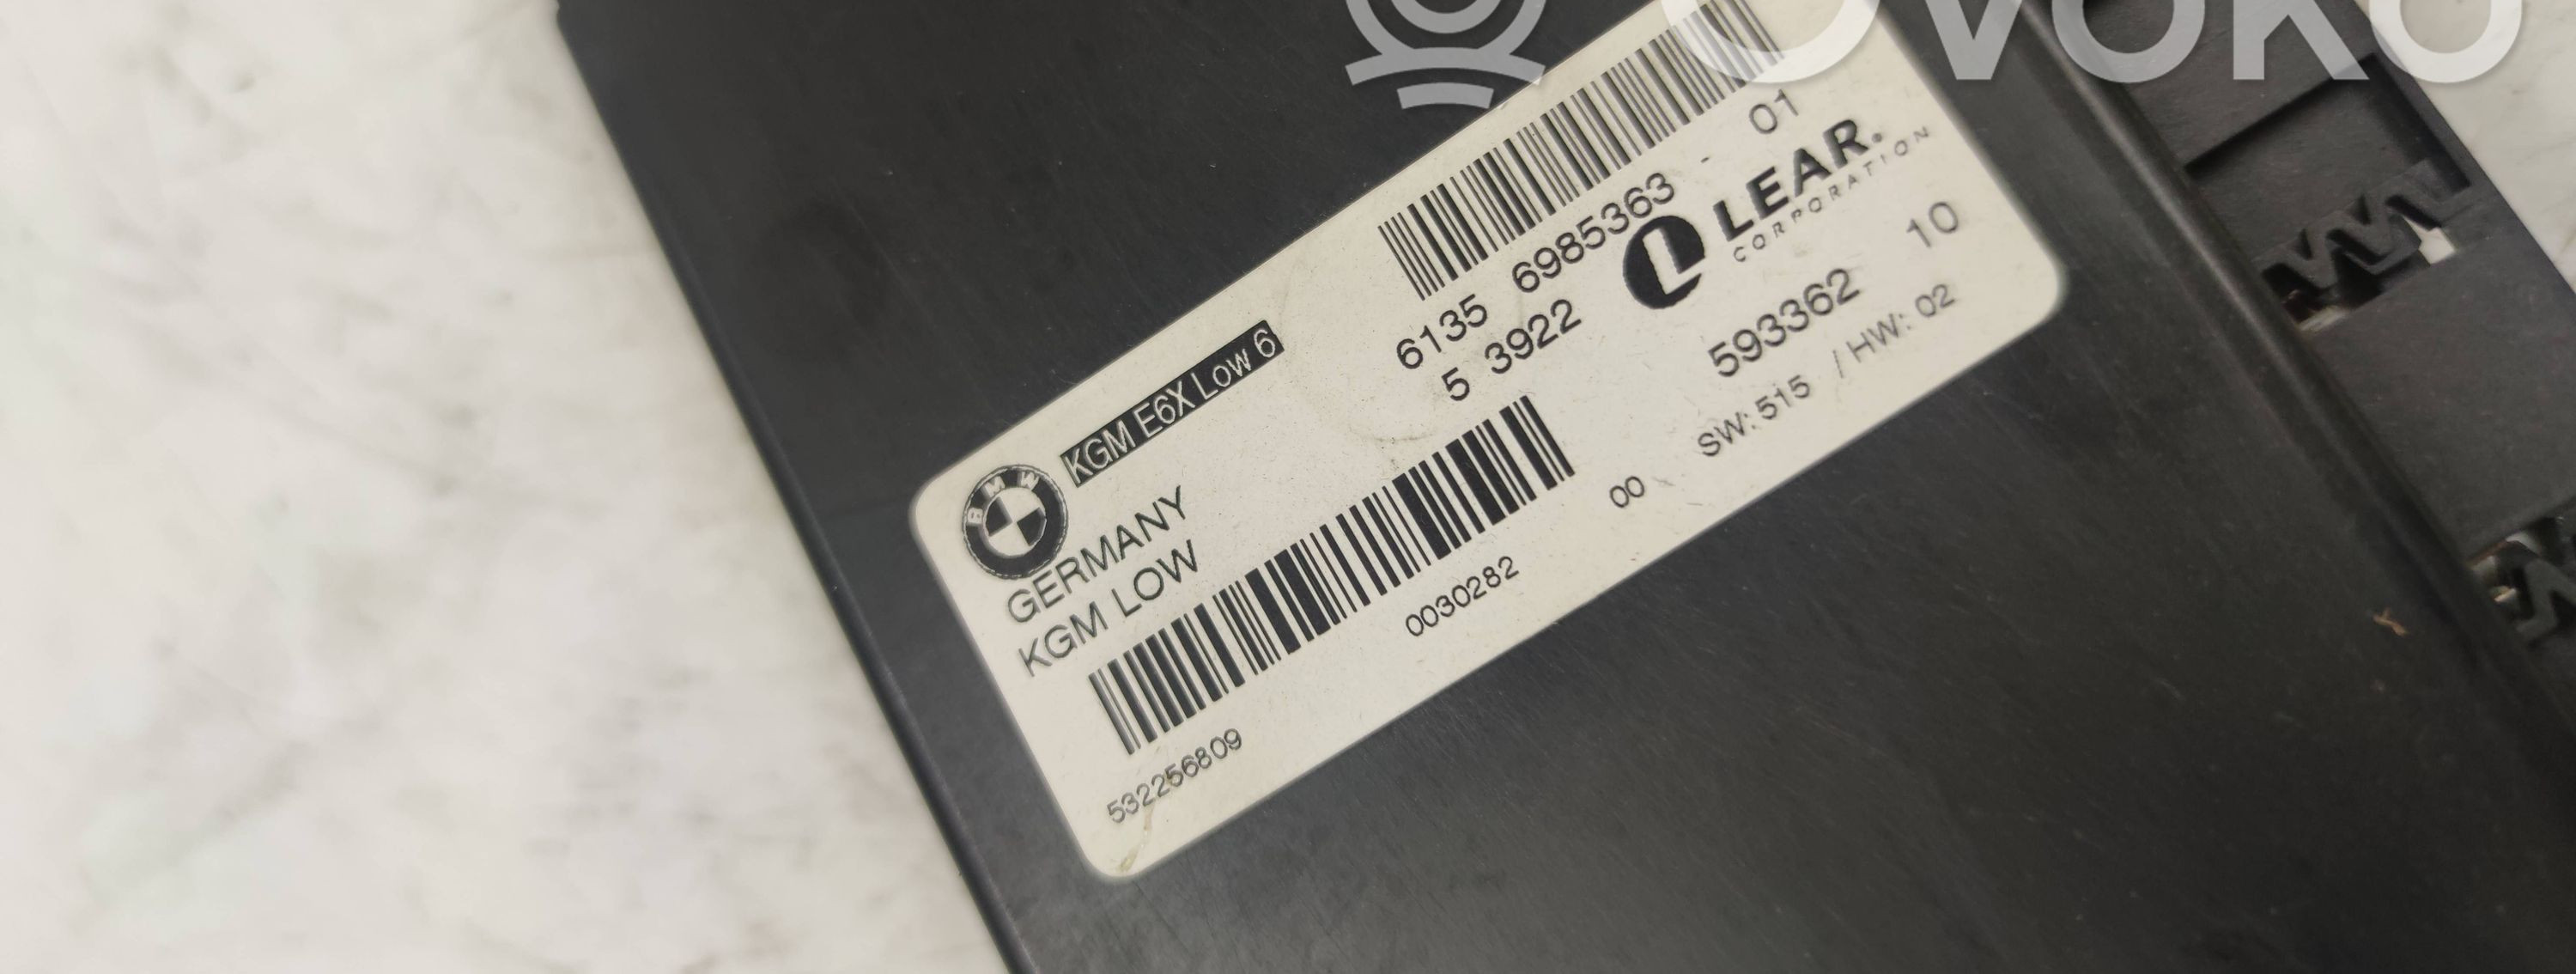 OVOKO
BMW
KGM E6X Low 6
GERMANY
KGM LOW
6135 6985363 - 01
5 3922
LEAR.
CORPORATION
593362 10
00 SW: 515 / HW: 02
0030282
532256809